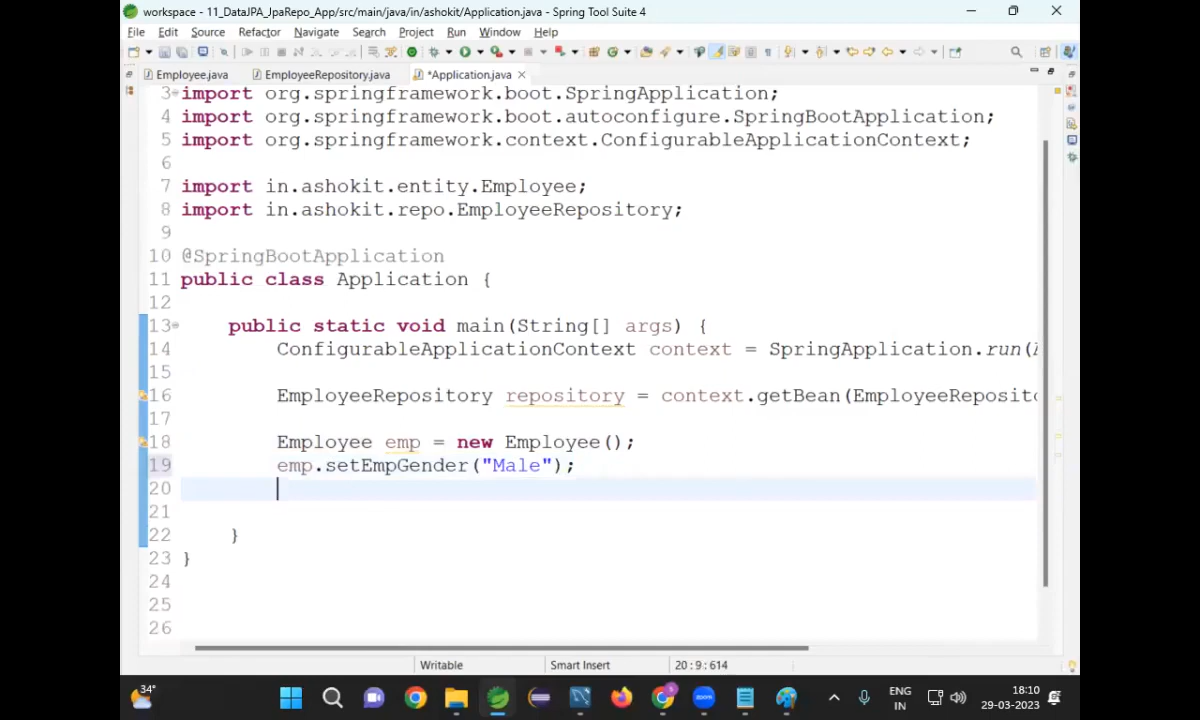 workspace - 11_DataJPA_JpaRepo_App/src/main/java/in/ashokit/Application.java - Spring Tool Suite 4
File Edit Source Refactor Navigate Search Project Run Window Help
Employee.java EmployeeRepository.java *Application.java
3 import org.springframework.boot.SpringApplication;
4 import org.springframework.boot.autoconfigure.SpringBootApplication;
5 import org.springframework.context.ConfigurableApplicationContext;
6
7 import in.ashokit.entity.Employee;
8 import in.ashokit.repo.EmployeeRepository;
9
10 @SpringBootApplication
11 public class Application {
12
13 public static void main(String[] args) {
14 ConfigurableApplicationContext context = SpringApplication.run(
15
16 EmployeeRepository repository = context.getBean(EmployeeReposito
17
18 Employee emp = new Employee();
19 emp.setEmpGender("Male");
20
21
22 }
23 }
24
25
26
Writable Smart Insert 20 : 9 : 614
34° zoom ENG IN 18:10 29-03-2023